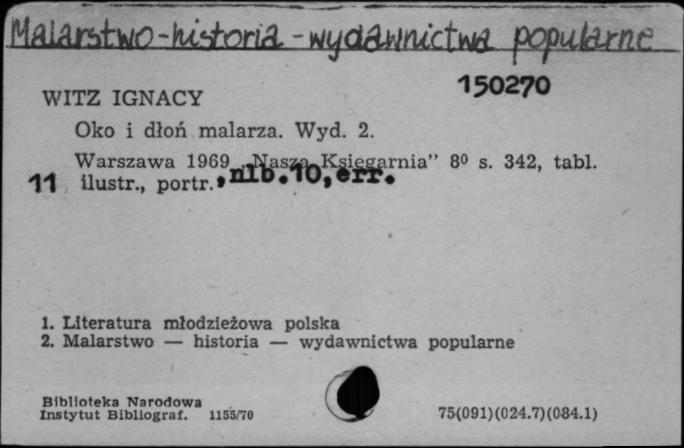 Malarstwo - historia - wydawnictwa popularne
150270
WITZ IGNACY
Oko i dłoń malarza. Wyd. 2.
Warszawa 1969 „Nasza Księgarnia” 8⁰ s. 342, tabl.
11 ilustr., portr., nlb. 10, err.
1. Literatura młodzieżowa polska
2. Malarstwo — historia — wydawnictwa popularne
Biblioteka Narodowa
Instytut Bibliograf. 1155/70
75(091)(024.7)(084.1)